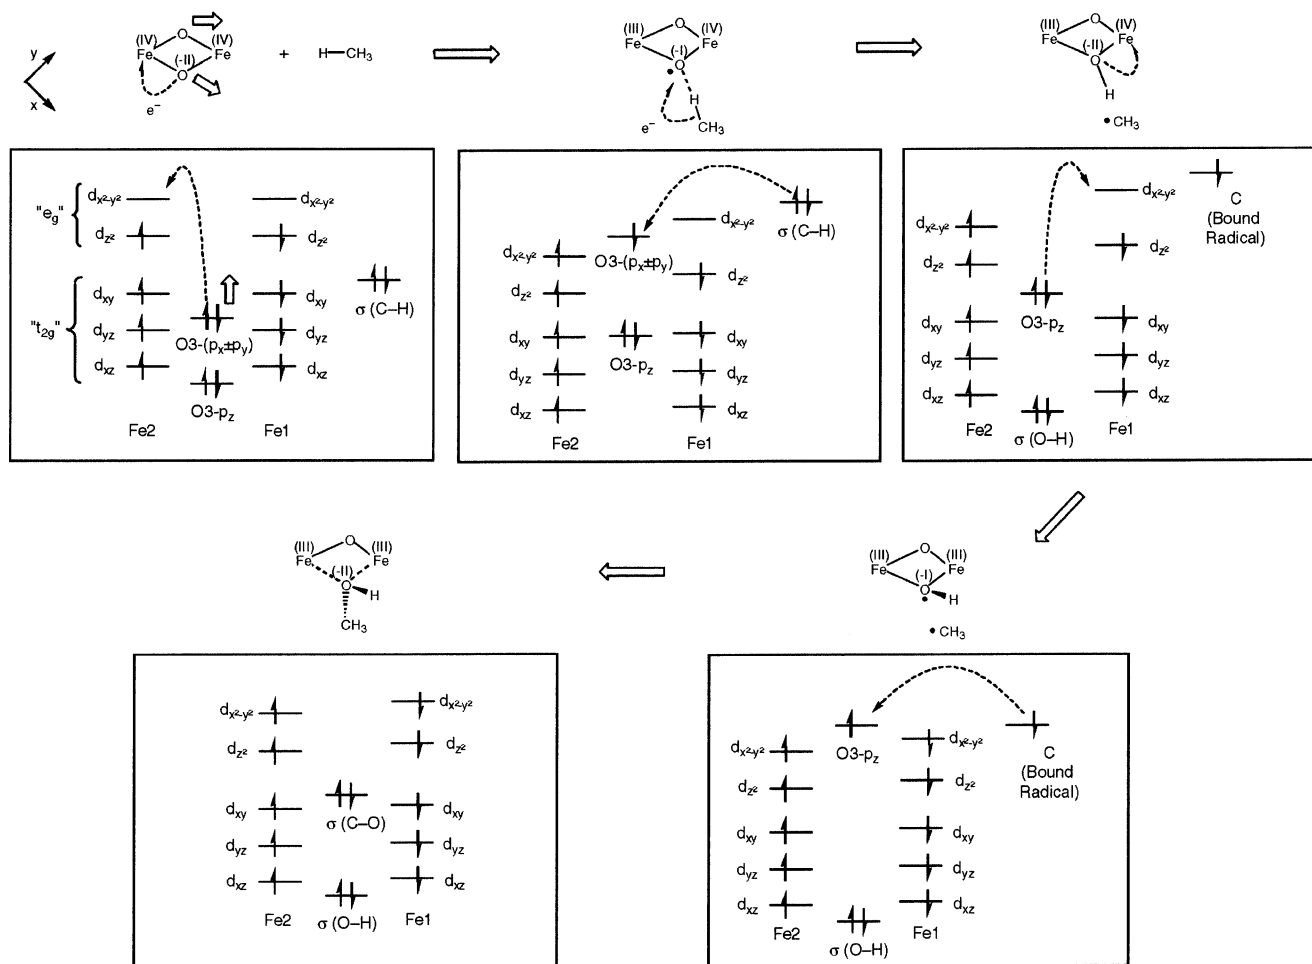 (IV) O (IV)
y Fe (-II) Fe + H—CH3
x O
e−
(III) O (IV)
Fe (-I) Fe
O
•
H
e− CH3
(III) O (IV)
Fe (-II) Fe
O
H
•CH3
"eg"
"t2g"
dx²-y² dx²-y²
dz² dz²
dxy dxy
σ (C–H)
dyz dyz
O3-(px±py)
dxz dxz
O3-pz
Fe2 Fe1
dx²-y²
σ (C–H)
dx²-y² O3-(px±py)
dz²
dz²
dxy dxy
O3-pz
dyz dyz
dxz dxz
Fe2 Fe1
C
(Bound
Radical)
dx²-y²
dx²-y²
dz²
dz²
O3-pz
dxy dxy
dyz dyz
dxz dxz
Fe2 Fe1
σ (O–H)
(III) O (III)
Fe (-II) Fe
O H
CH3
(III) O (III)
Fe (-I) Fe
O H
•
•CH3
dx²-y²
dx²-y²
dz² dz²
dxy dxy
σ (C–O)
dyz dyz
dxz dxz
Fe2 Fe1
σ (O–H)
dx²-y² O3-pz dx²-y²
C
(Bound
Radical)
dz² dz²
dxy dxy
dyz dyz
dxz dxz
Fe2 Fe1
σ (O–H)